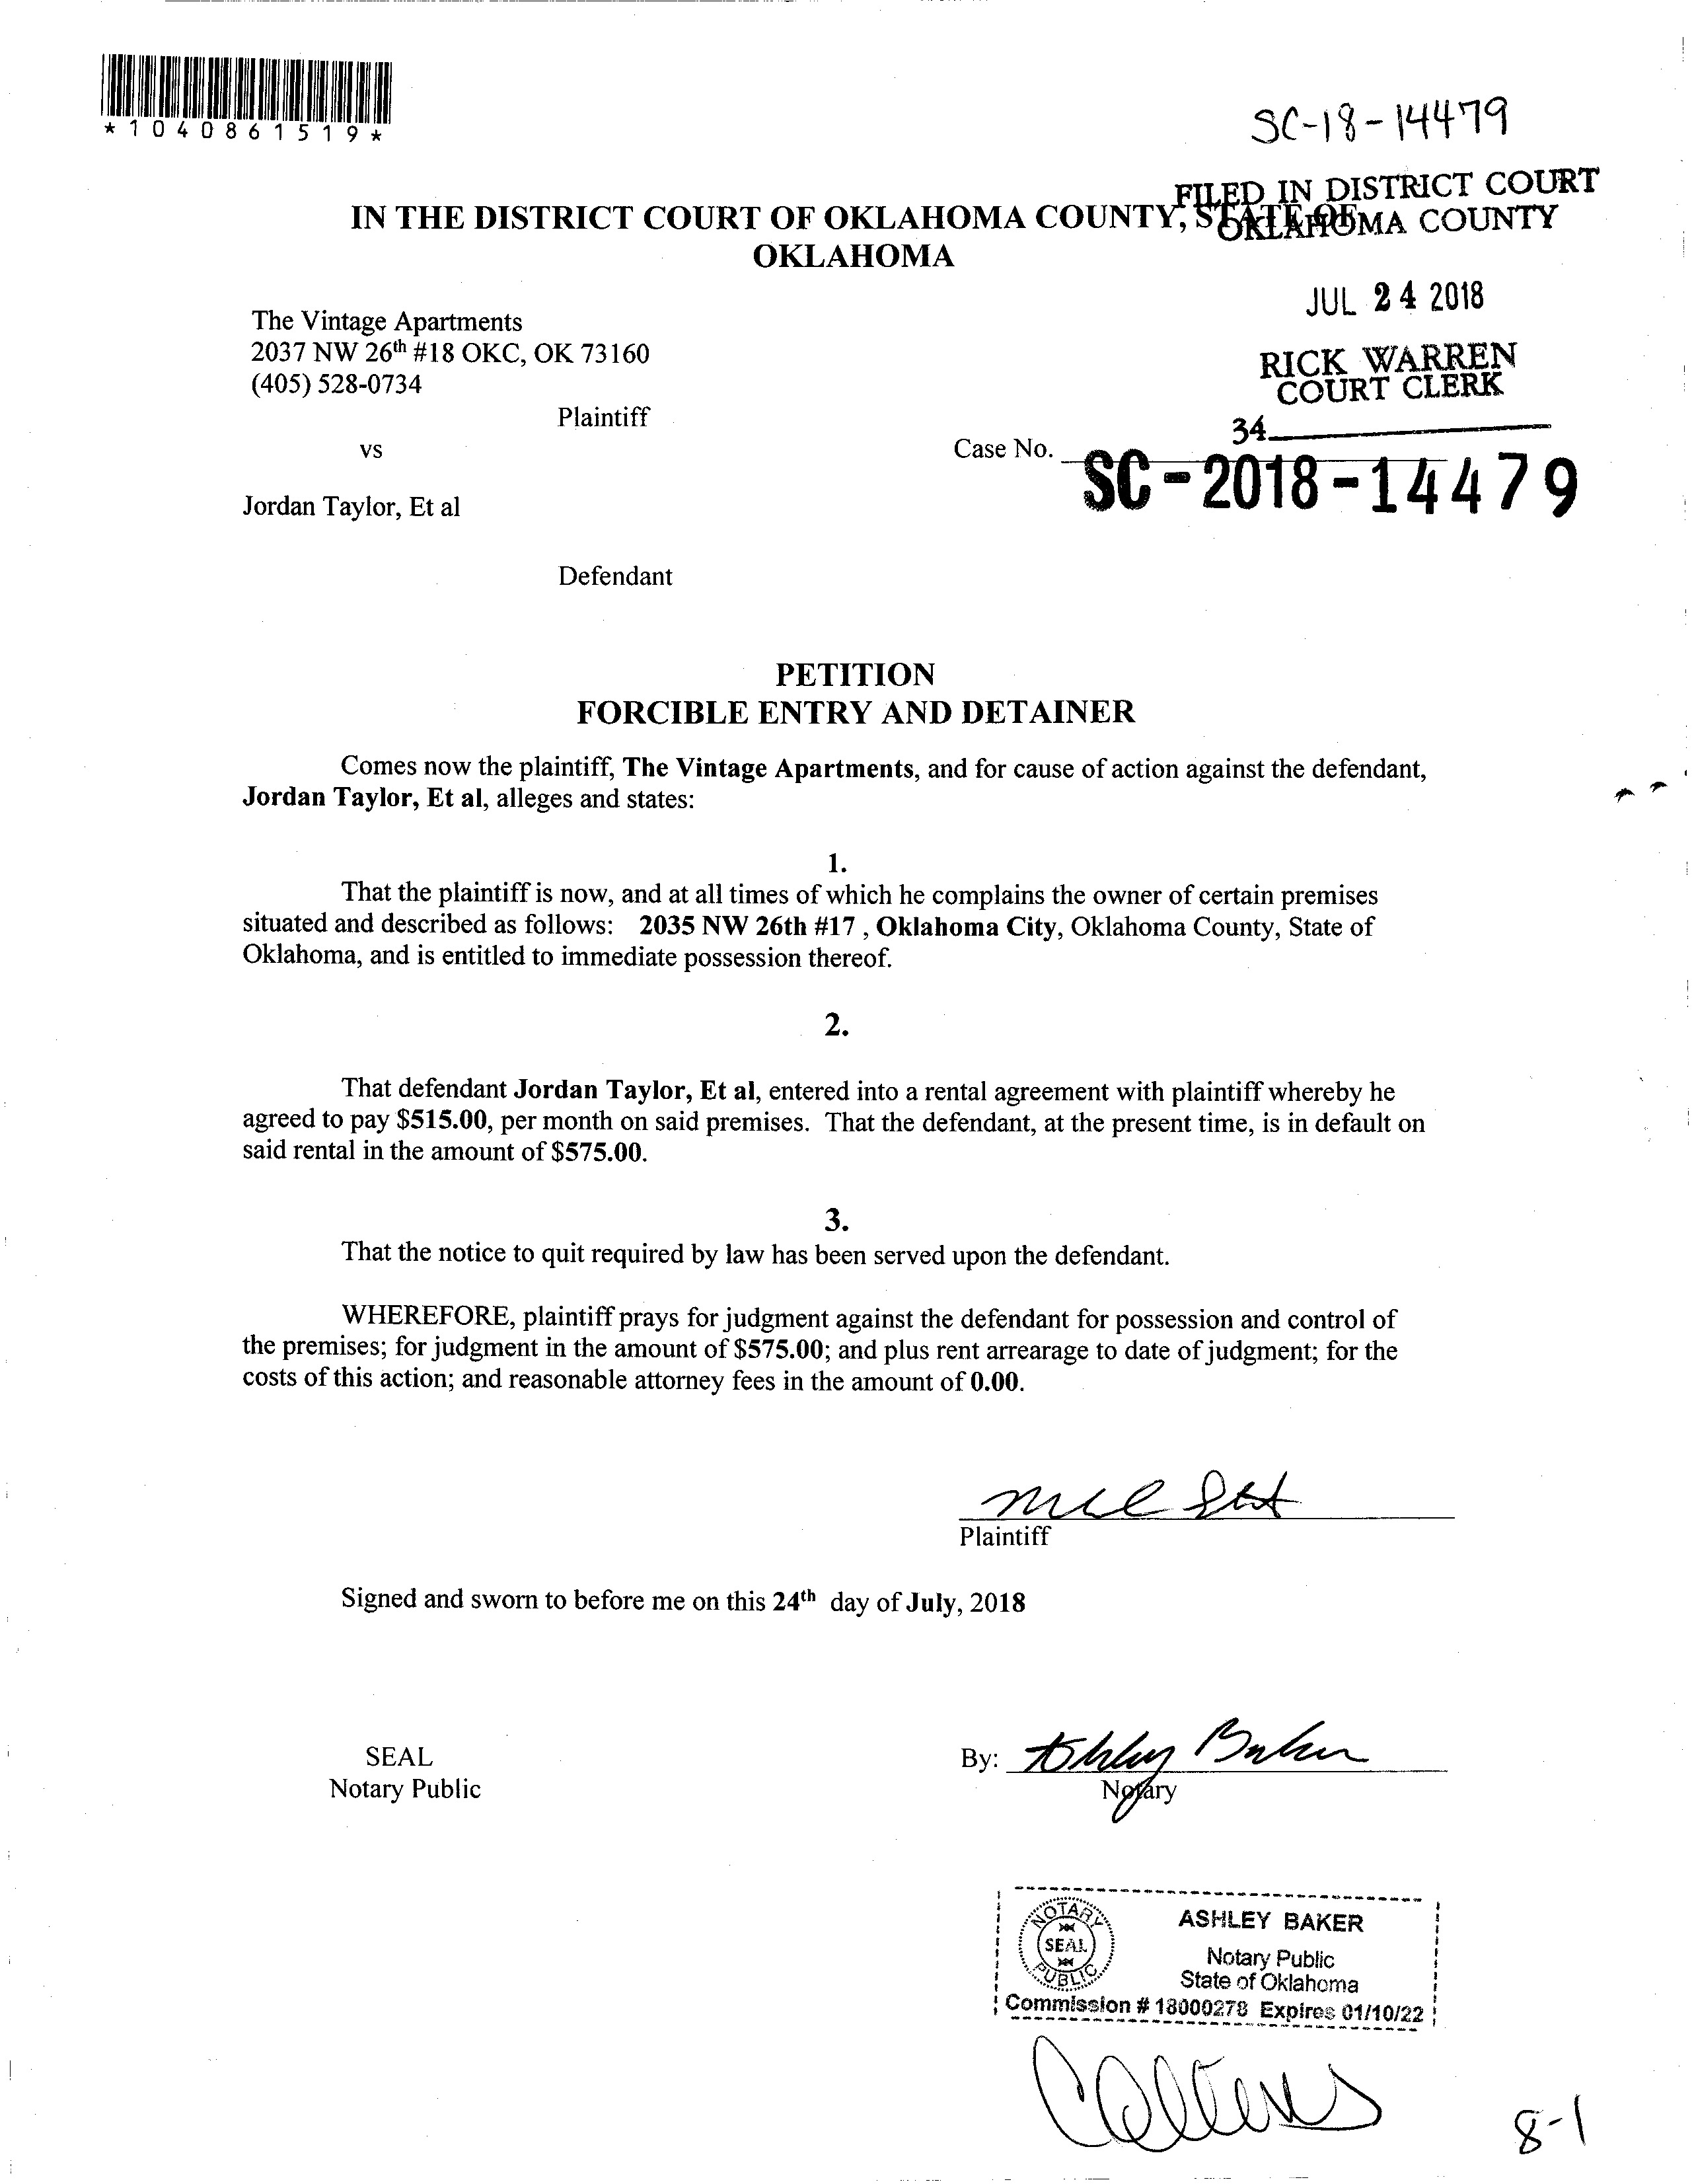 *1040861519*
SC-18-14479
FILED IN DISTRICT COURT
OKLAHOMA COUNTY
IN THE DISTRICT COURT OF OKLAHOMA COUNTY, STATE OF
OKLAHOMA
JUL 24 2018
RICK WARREN
COURT CLERK
34
The Vintage Apartments
2037 NW 26th #18 OKC, OK 73160
(405) 528-0734
Plaintiff
vs
Case No.
SC-2018-14479
Jordan Taylor, Et al
Defendant
PETITION
FORCIBLE ENTRY AND DETAINER
Comes now the plaintiff, The Vintage Apartments, and for cause of action against the defendant,
Jordan Taylor, Et al, alleges and states:
1.
That the plaintiff is now, and at all times of which he complains the owner of certain premises
situated and described as follows: 2035 NW 26th #17 , Oklahoma City, Oklahoma County, State of
Oklahoma, and is entitled to immediate possession thereof.
2.
That defendant Jordan Taylor, Et al, entered into a rental agreement with plaintiff whereby he
agreed to pay $515.00, per month on said premises. That the defendant, at the present time, is in default on
said rental in the amount of $575.00.
3.
That the notice to quit required by law has been served upon the defendant.
WHEREFORE, plaintiff prays for judgment against the defendant for possession and control of
the premises; for judgment in the amount of $575.00; and plus rent arrearage to date of judgment; for the
costs of this action; and reasonable attorney fees in the amount of 0.00.
Plaintiff
Signed and sworn to before me on this 24th day of July, 2018
SEAL
Notary Public
By: Ashley Baker
Notary
NOTARY
SEAL
PUBLIC
ASHLEY BAKER
Notary Public
State of Oklahoma
Commission # 18000278 Expires 01/10/22
8-1